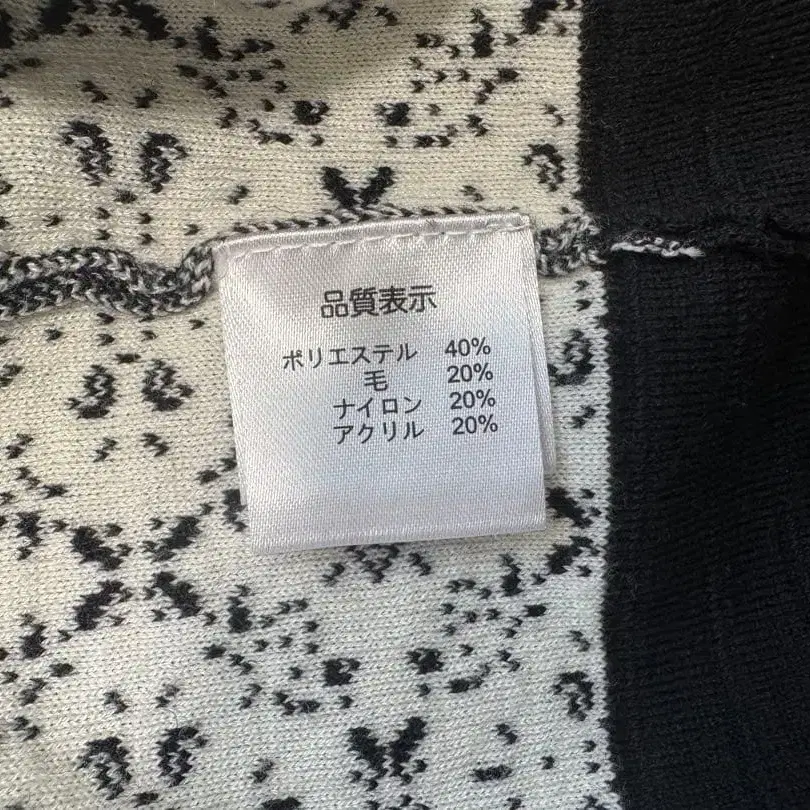 品質表示
ポリエステル 40%
毛 20%
ナイロン 20%
アクリル 20%